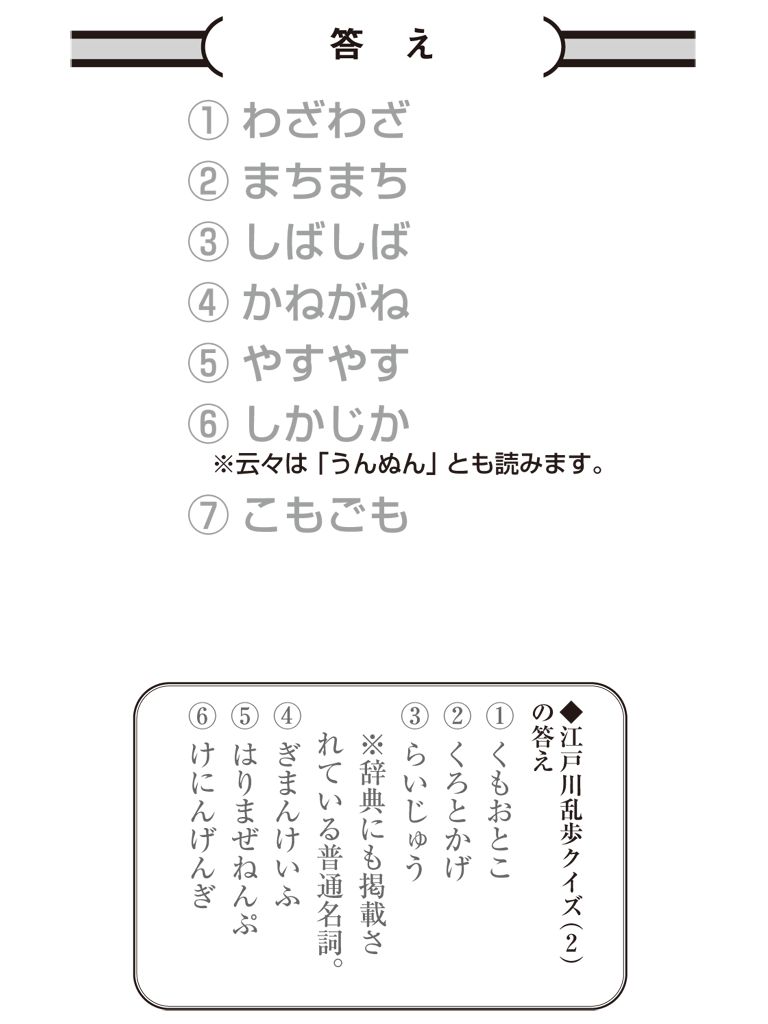 答え
① わざわざ
② まちまち
③ しばしば
④ かねがね
⑤ やすやす
⑥ しかじか
※云々は「うんぬん」とも読みます。
⑦ こもごも
◆江戸川乱歩クイズ（2）
の答え
① くもおとこ
② くろとかげ
③ らいじゅう
※辞典にも掲載さ
れている普通名詞。
④ ぎまんけいふ
⑤ はりまぜねんぷ
⑥ けにんげんぎ